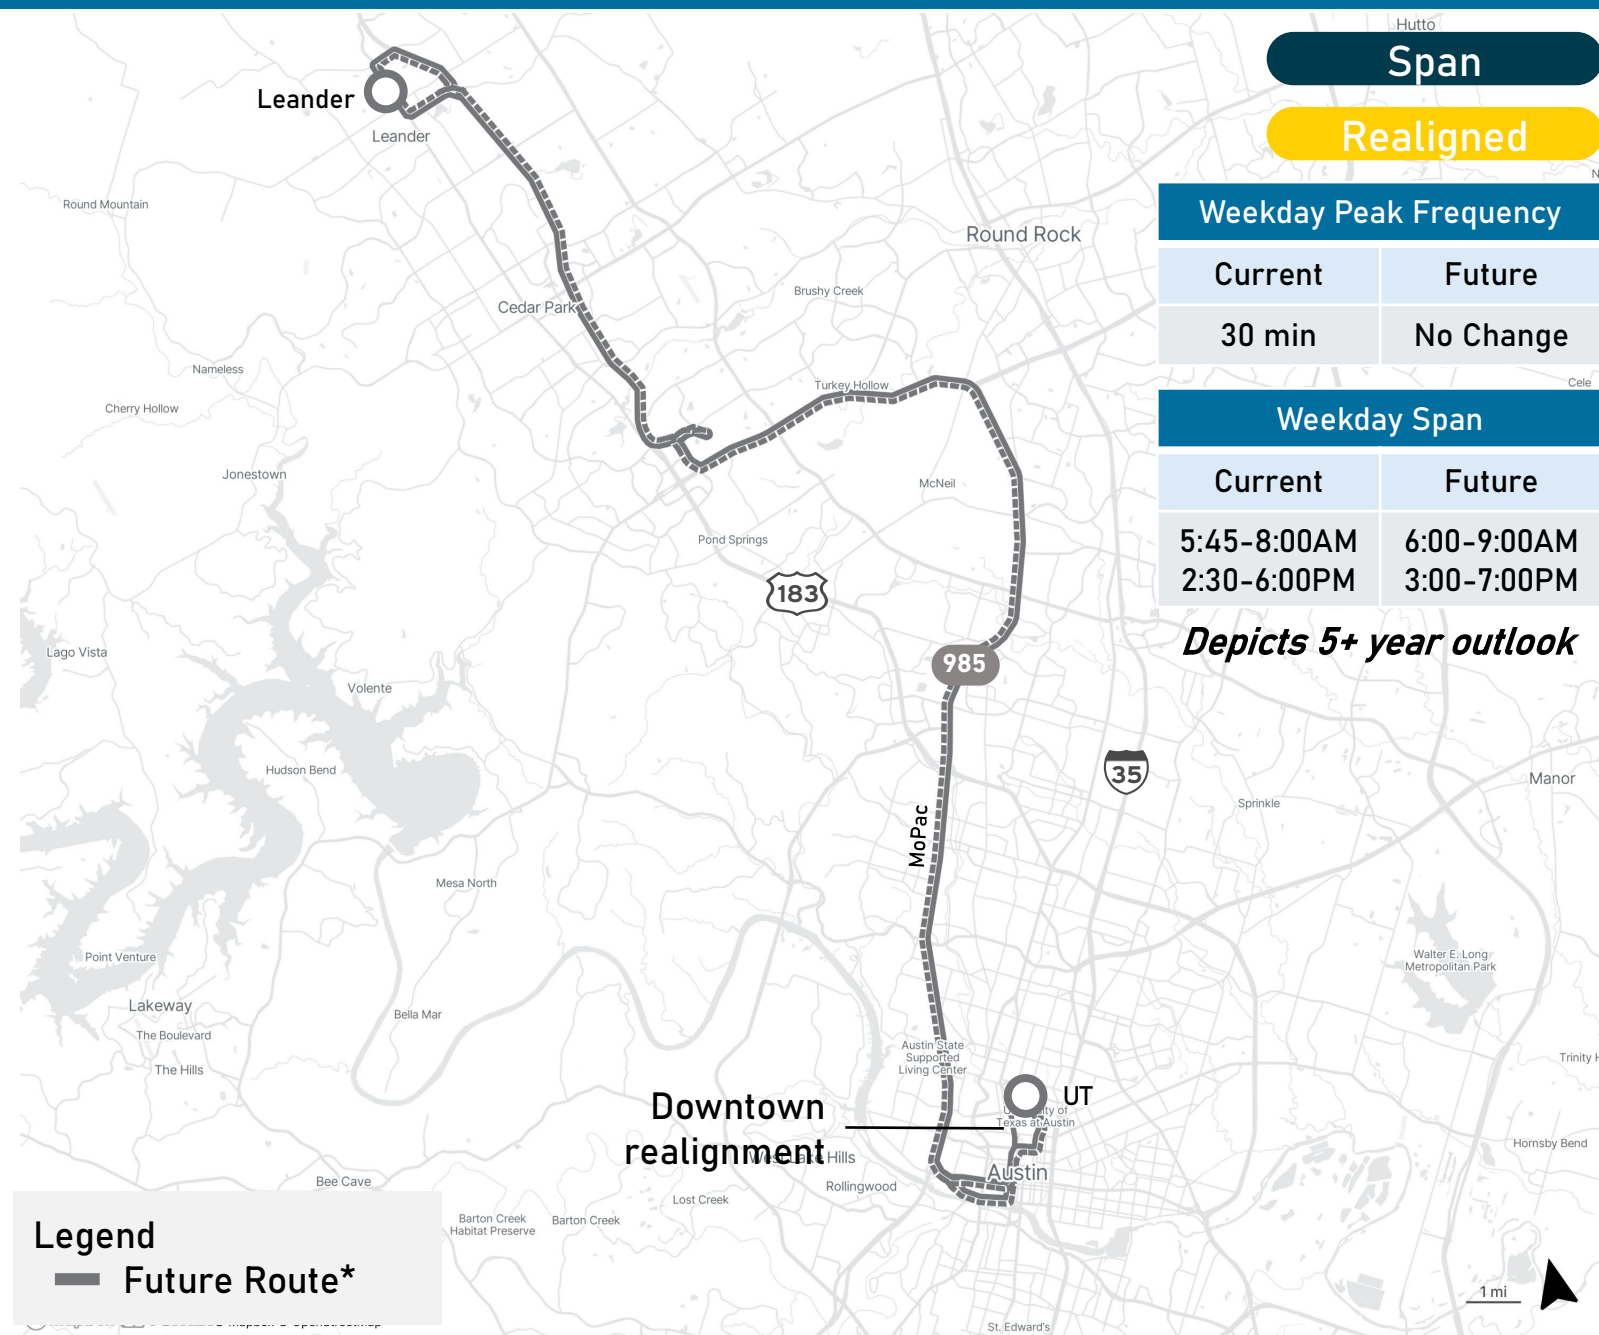 Hutto
Span
Leander
Leander
Realigned
Round Mountain
Weekday Peak Frequency
Round Rock
Current Future
Brushy Creek
Cedar Park
30 min No Change
Nameless
Turkey Hollow
Cele
Cherry Hollow
Weekday Span
Jonestown
McNeil
Current Future
Pond Springs
5:45-8:00AM 6:00-9:00AM
2:30-6:00PM 3:00-7:00PM
183
Depicts 5+ year outlook
Lago Vista
985
Volente
Hudson Bend
35
Manor
Sprinkle
MoPac
Mesa North
Point Venture
Walter E. Long
Metropolitan Park
Lakeway
Bella Mar
The Boulevard
Austin State
Supported
Living Center
The Hills
Downtown
realignment
UT
Texas at Austin
Hornsby Bend
West Lake Hills
Austin
Bee Cave
Rollingwood
Lost Creek
Barton Creek
Habitat Preserve
Barton Creek
Legend
Future Route*
1 mi
St. Edward's